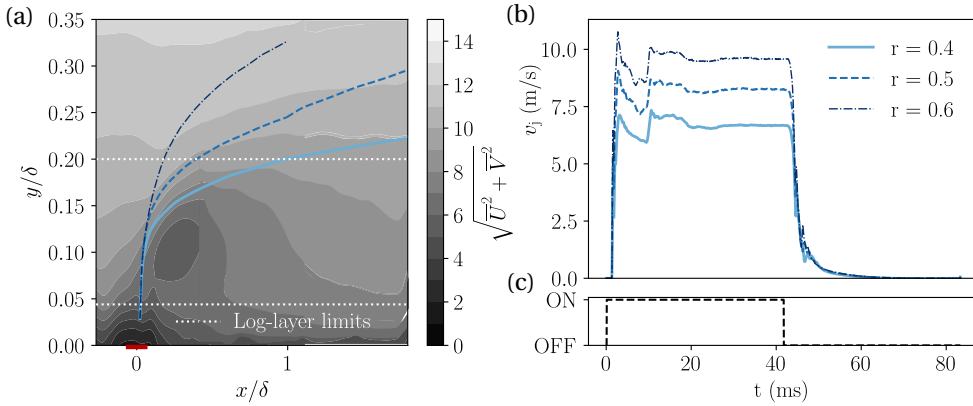 (a)
0.35
0.30
0.25
0.20
0.15
0.10
0.05
0.00
y/δ
0
1
x/δ
Log-layer limits
14
12
10
8
6
4
2
0
√(U̅² + V̅²)
(b)
10.0
7.5
5.0
2.5
0.0
v_j (m/s)
r = 0.4
r = 0.5
r = 0.6
(c)
ON
OFF
0
20
40
60
80
t (ms)